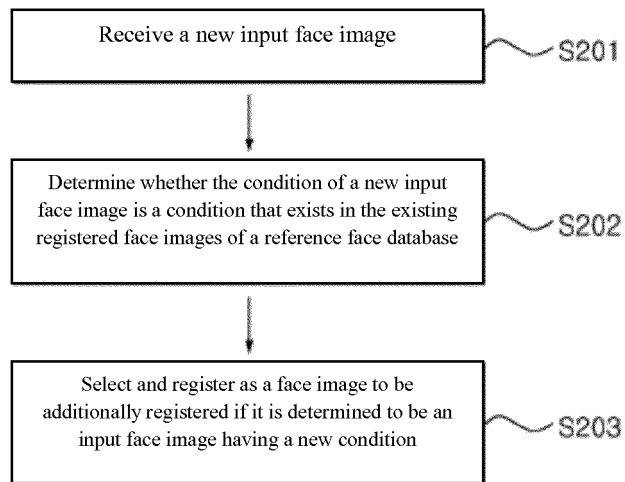 Receive a new input face image
S201
Determine whether the condition of a new input
face image is a condition that exists in the existing
registered face images of a reference face database
S202
Select and register as a face image to be
additionally registered if it is determined to be an
input face image having a new condition
S203